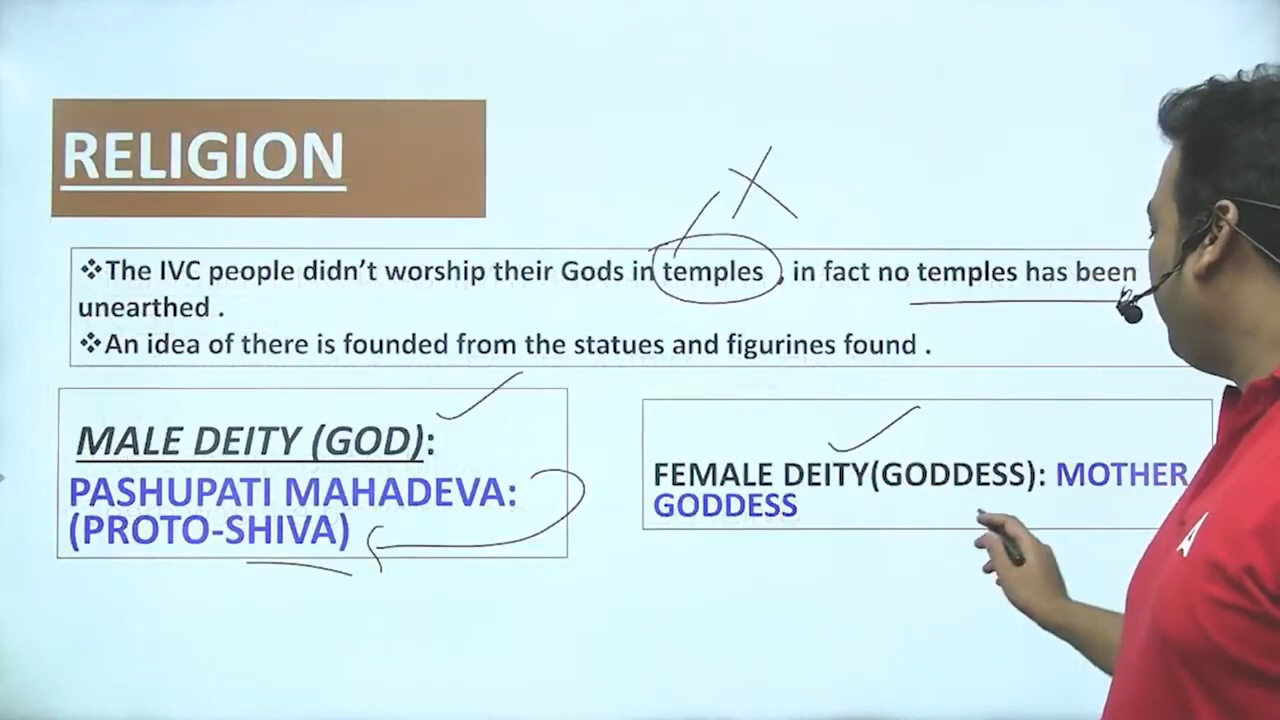 RELIGION
❖The IVC people didn't worship their Gods in temples , in fact no temples has been
unearthed .
❖An idea of there is founded from the statues and figurines found .
MALE DEITY (GOD):
PASHUPATI MAHADEVA:
(PROTO-SHIVA)
FEMALE DEITY(GODDESS): MOTHER
GODDESS